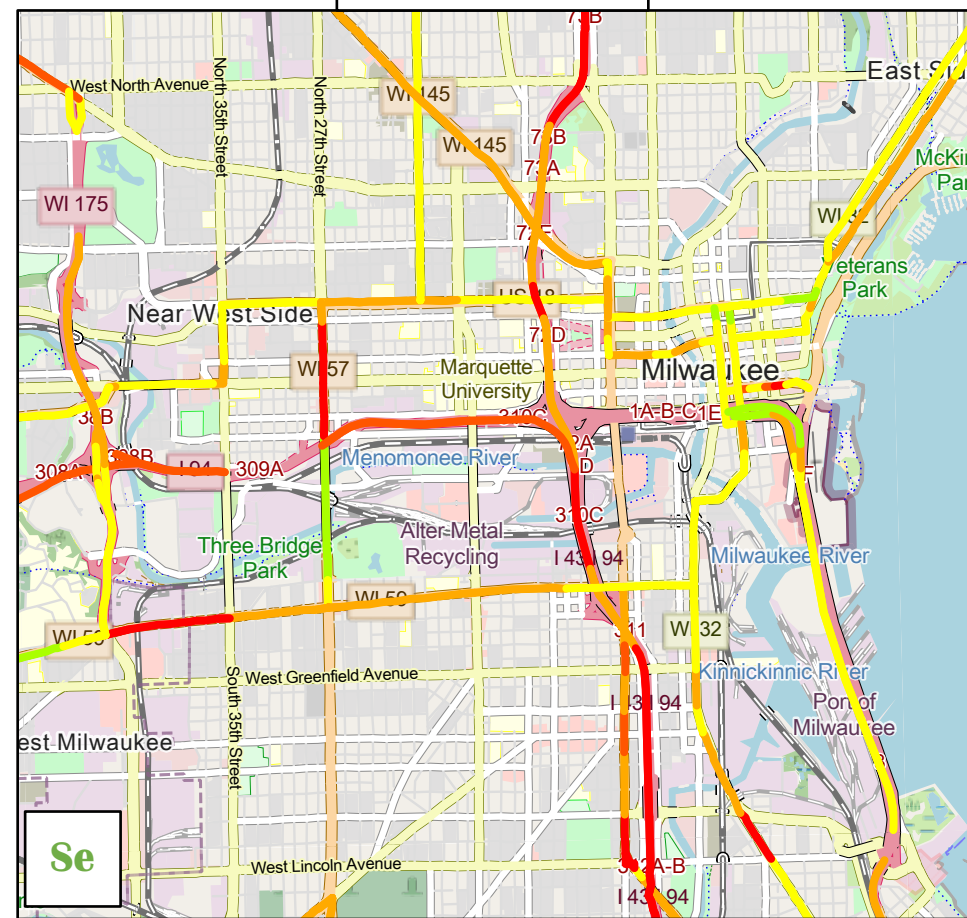 73B
East Si
West North Avenue
WI 145
North 35th Street
North 27th Street
73B
WI 145
73A
McKin
Par
WI 175
72E
Veterans
Park
US 18
Near West Side
72D
WI 57
Marquette
University
Milwaukee
310C
1A-B-C
1E
38B
308B
308A
I 94
309A
Menomonee River
310C
Alter Metal
Recycling
Three Bridges
Park
I 43
I 94
Milwaukee River
WI 59
WI 59
311
WI 32
West Greenfield Avenue
Kinnickinnic River
South 35th Street
I 43
I 94
Port of
Milwaukee
est Milwaukee
Se
West Lincoln Avenue
312A-B
I 43
I 94